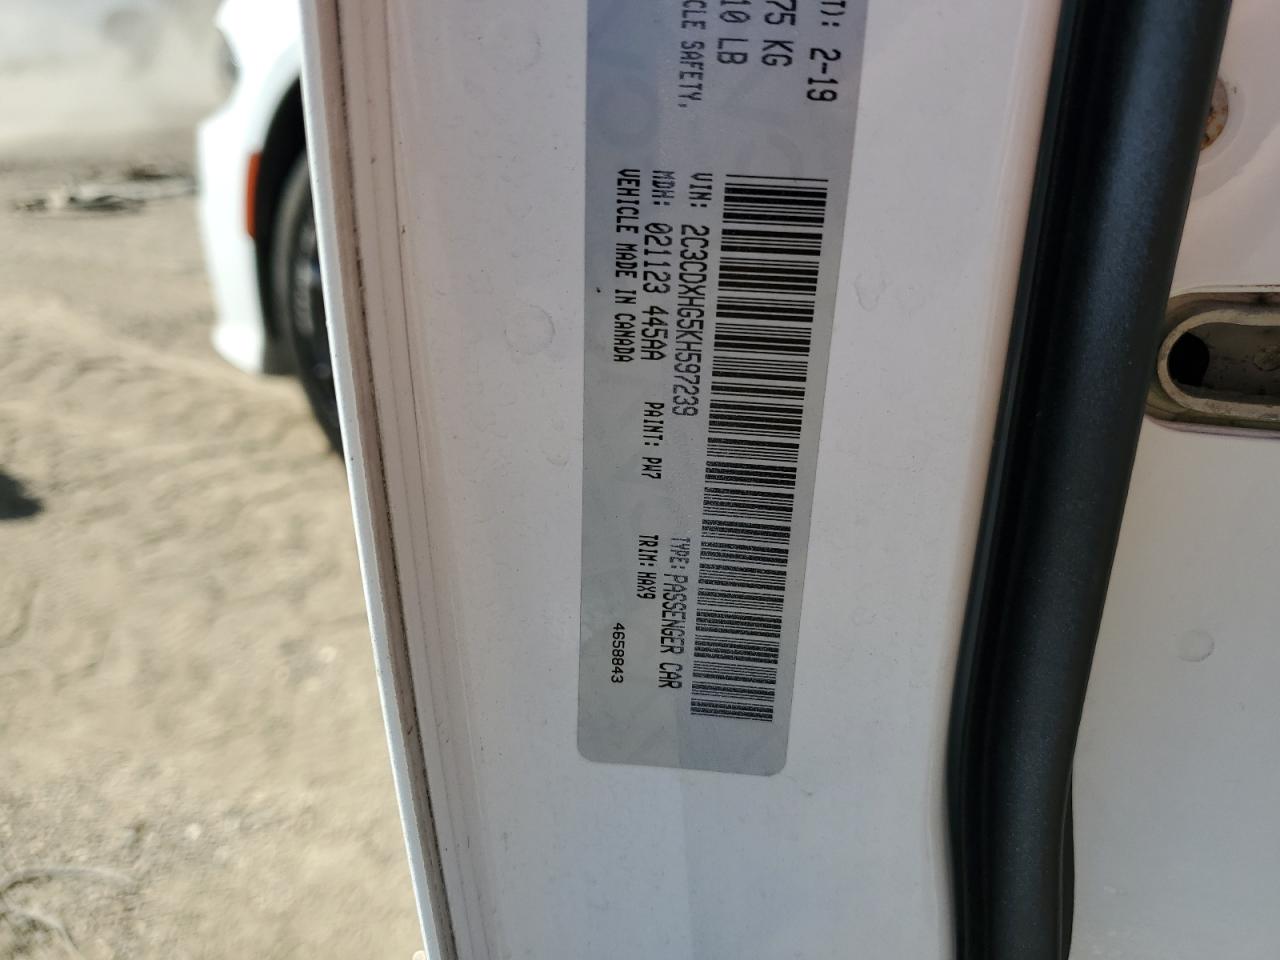 T): 2-19
75 KG
10 LB
CLE SAFETY,
VIN: 2C3CDXHG5KH597239
TYPE: PASSENGER CAR
MDH: 021123 445AA PAINT: PW7 TRIM: HAX9
VEHICLE MADE IN CANADA
4658843